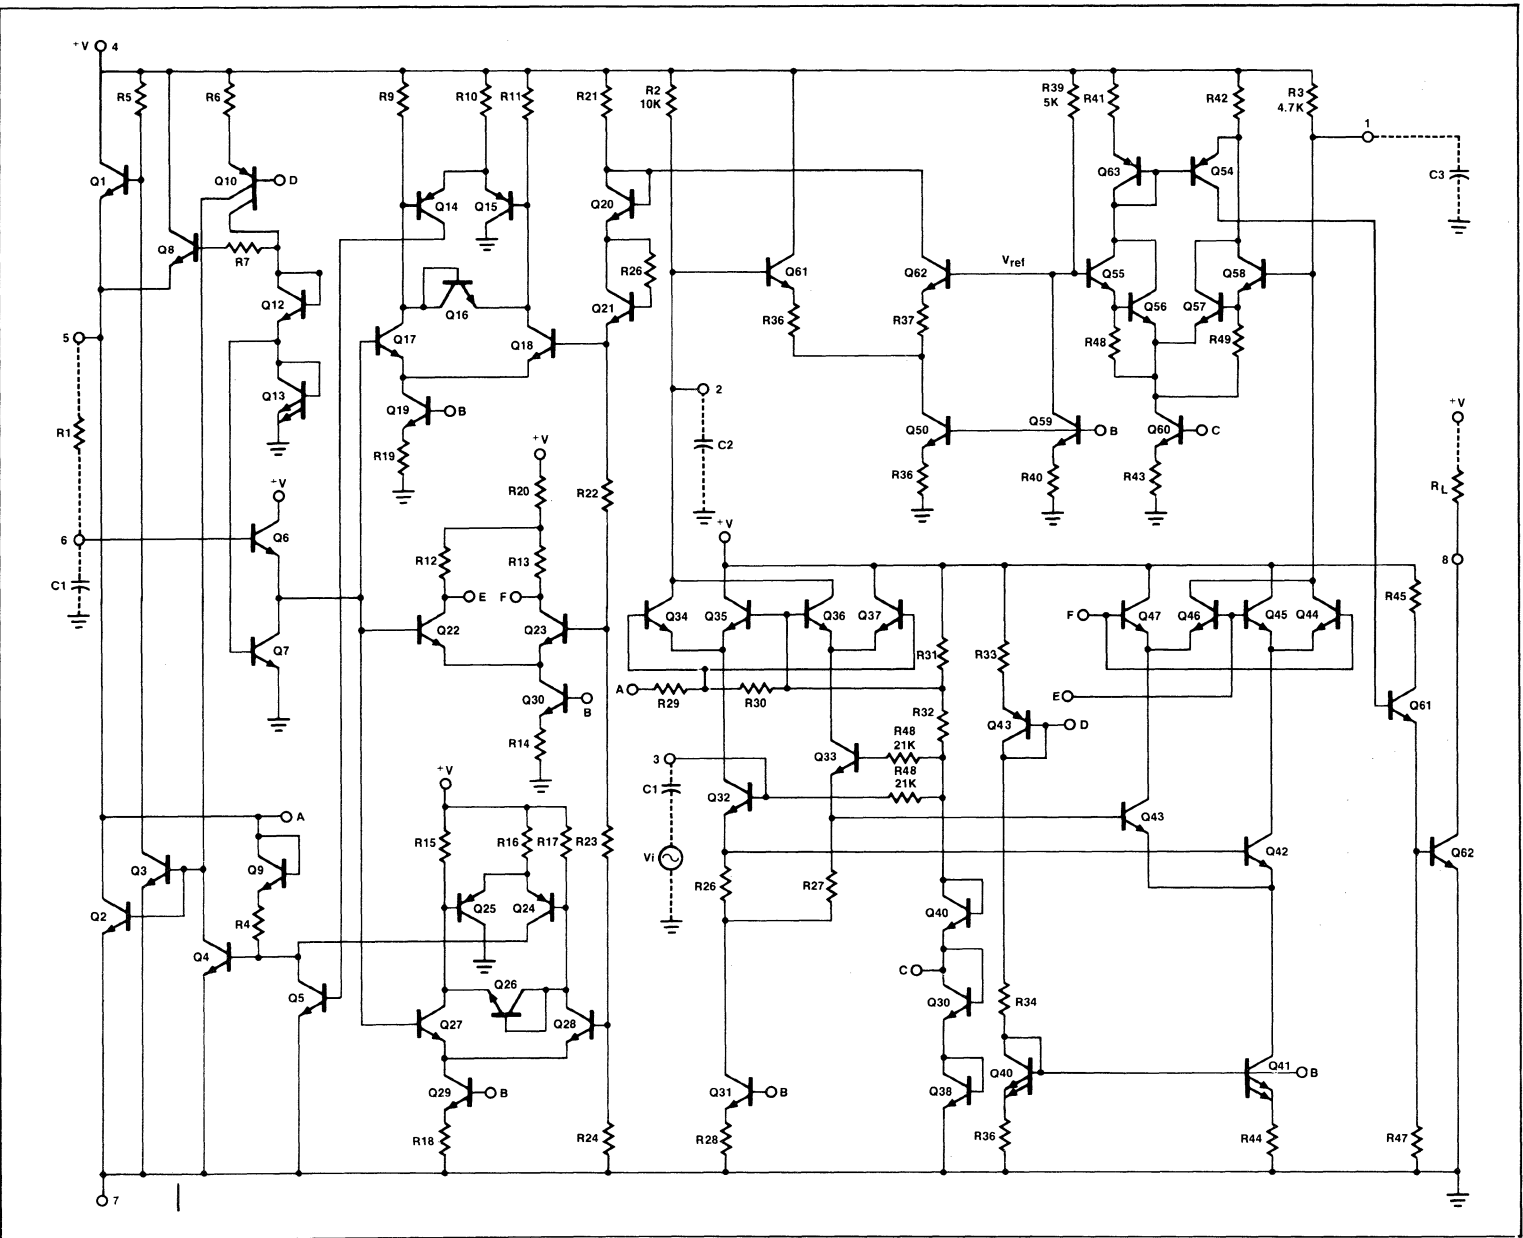 +V 4
R5
R6
R9
R10
R11
R21
R2
10K
R39
5K
R41
R42
R3
4.7K
1
Q1
Q10
D
Q14
Q15
Q20
Q63
Q54
C3
Q8
R7
R26
Q61
Q62
Vref
Q55
Q58
Q12
Q16
Q21
R36
R37
Q56
Q57
5
Q17
Q18
R48
R49
Q13
Q19
B
2
+V
R1
R19
+V
C2
Q50
Q59
B
Q60
C
R20
R22
R36
R40
R43
RL
+V
6
Q6
+V
8
C1
R12
R13
E
F
R45
Q34
Q35
Q36
Q37
F
Q47
Q46
Q45
Q44
Q22
Q23
Q7
R31
R33
A
R29
R30
E
Q30
B
R32
Q61
R14
Q43
D
R48
21K
Q33
+V
3
R48
21K
C1
Q32
A
Q43
R15
R16
R17
R23
Vi
Q42
Q62
Q3
Q9
R26
R27
Q2
R4
Q25
Q24
Q40
Q4
C
Q5
Q26
Q30
R34
Q27
Q28
Q40
Q41
B
Q29
B
Q31
B
Q38
R18
R24
R28
R36
R44
R47
7